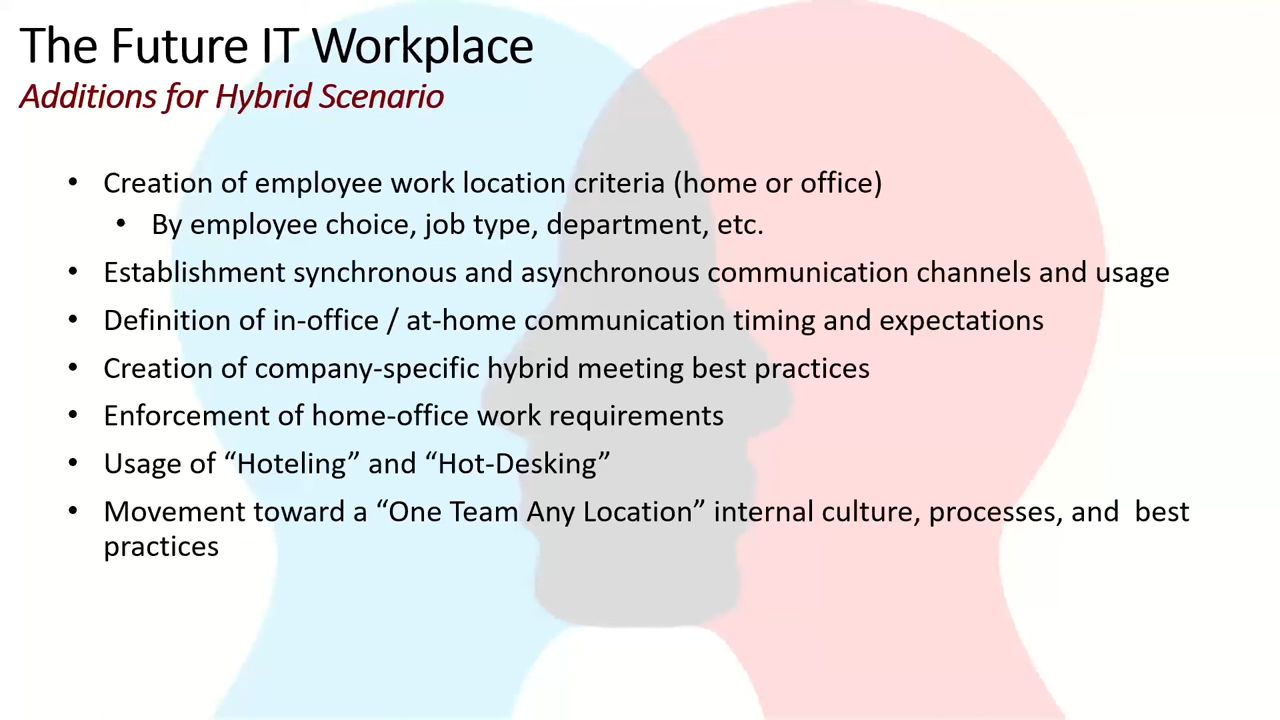 The Future IT Workplace
Additions for Hybrid Scenario
• Creation of employee work location criteria (home or office)
• By employee choice, job type, department, etc.
• Establishment synchronous and asynchronous communication channels and usage
• Definition of in-office / at-home communication timing and expectations
• Creation of company-specific hybrid meeting best practices
• Enforcement of home-office work requirements
• Usage of “Hoteling” and “Hot-Desking”
• Movement toward a “One Team Any Location” internal culture, processes, and  best
practices